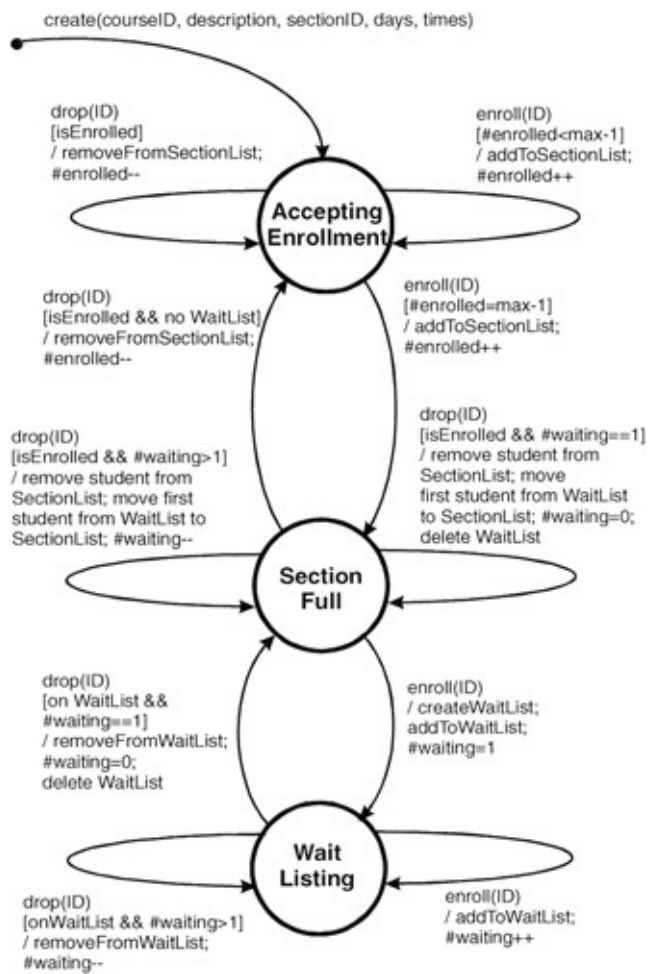 create(courseID, description, sectionID, days, times)
drop(ID)
[isEnrolled]
/ removeFromSectionList;
#enrolled--
enroll(ID)
[#enrolled<max-1]
/ addToSectionList;
#enrolled++
Accepting
Enrollment
drop(ID)
[isEnrolled && no WaitList]
/ removeFromSectionList;
#enrolled--
enroll(ID)
[#enrolled=max-1]
/ addToSectionList;
#enrolled++
drop(ID)
[isEnrolled && #waiting>1]
/ remove student from
SectionList; move first
student from WaitList to
SectionList; #waiting--
drop(ID)
[isEnrolled && #waiting==1]
/ remove student from
SectionList; move
first student from WaitList
to SectionList; #waiting=0;
delete WaitList
Section
Full
drop(ID)
[on WaitList &&
#waiting==1]
/ removeFromWaitList;
#waiting=0;
delete WaitList
enroll(ID)
/ createWaitList;
addToWaitList;
#waiting=1
Wait
Listing
drop(ID)
[onWaitList && #waiting>1]
/ removeFromWaitList;
#waiting--
enroll(ID)
/ addToWaitList;
#waiting++